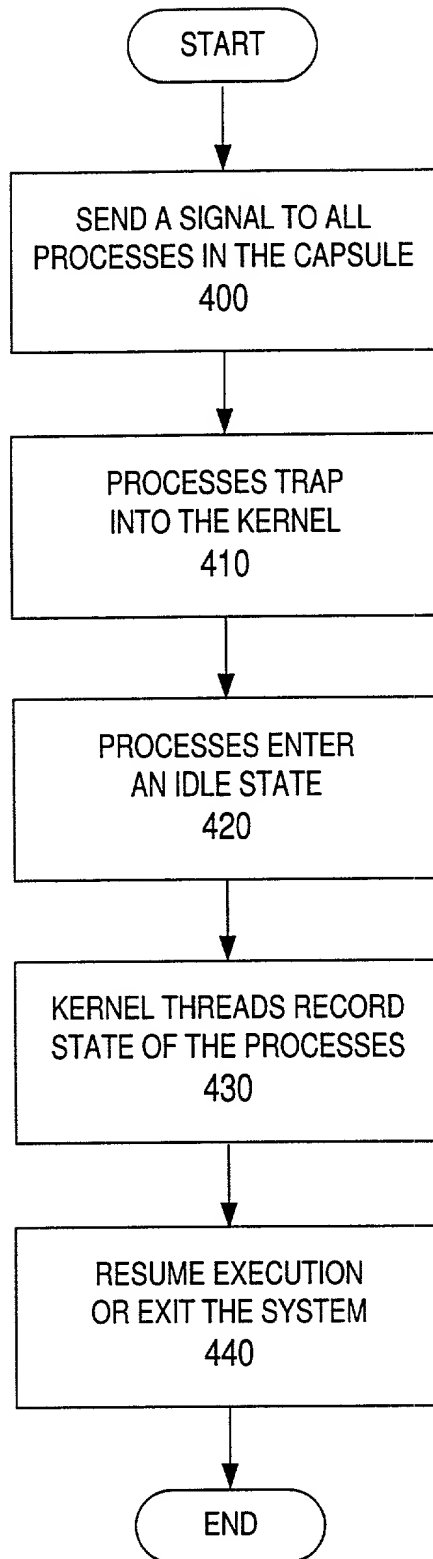 START
SEND A SIGNAL TO ALL
PROCESSES IN THE CAPSULE
400
PROCESSES TRAP
INTO THE KERNEL
410
PROCESSES ENTER
AN IDLE STATE
420
KERNEL THREADS RECORD
STATE OF THE PROCESSES
430
RESUME EXECUTION
OR EXIT THE SYSTEM
440
END